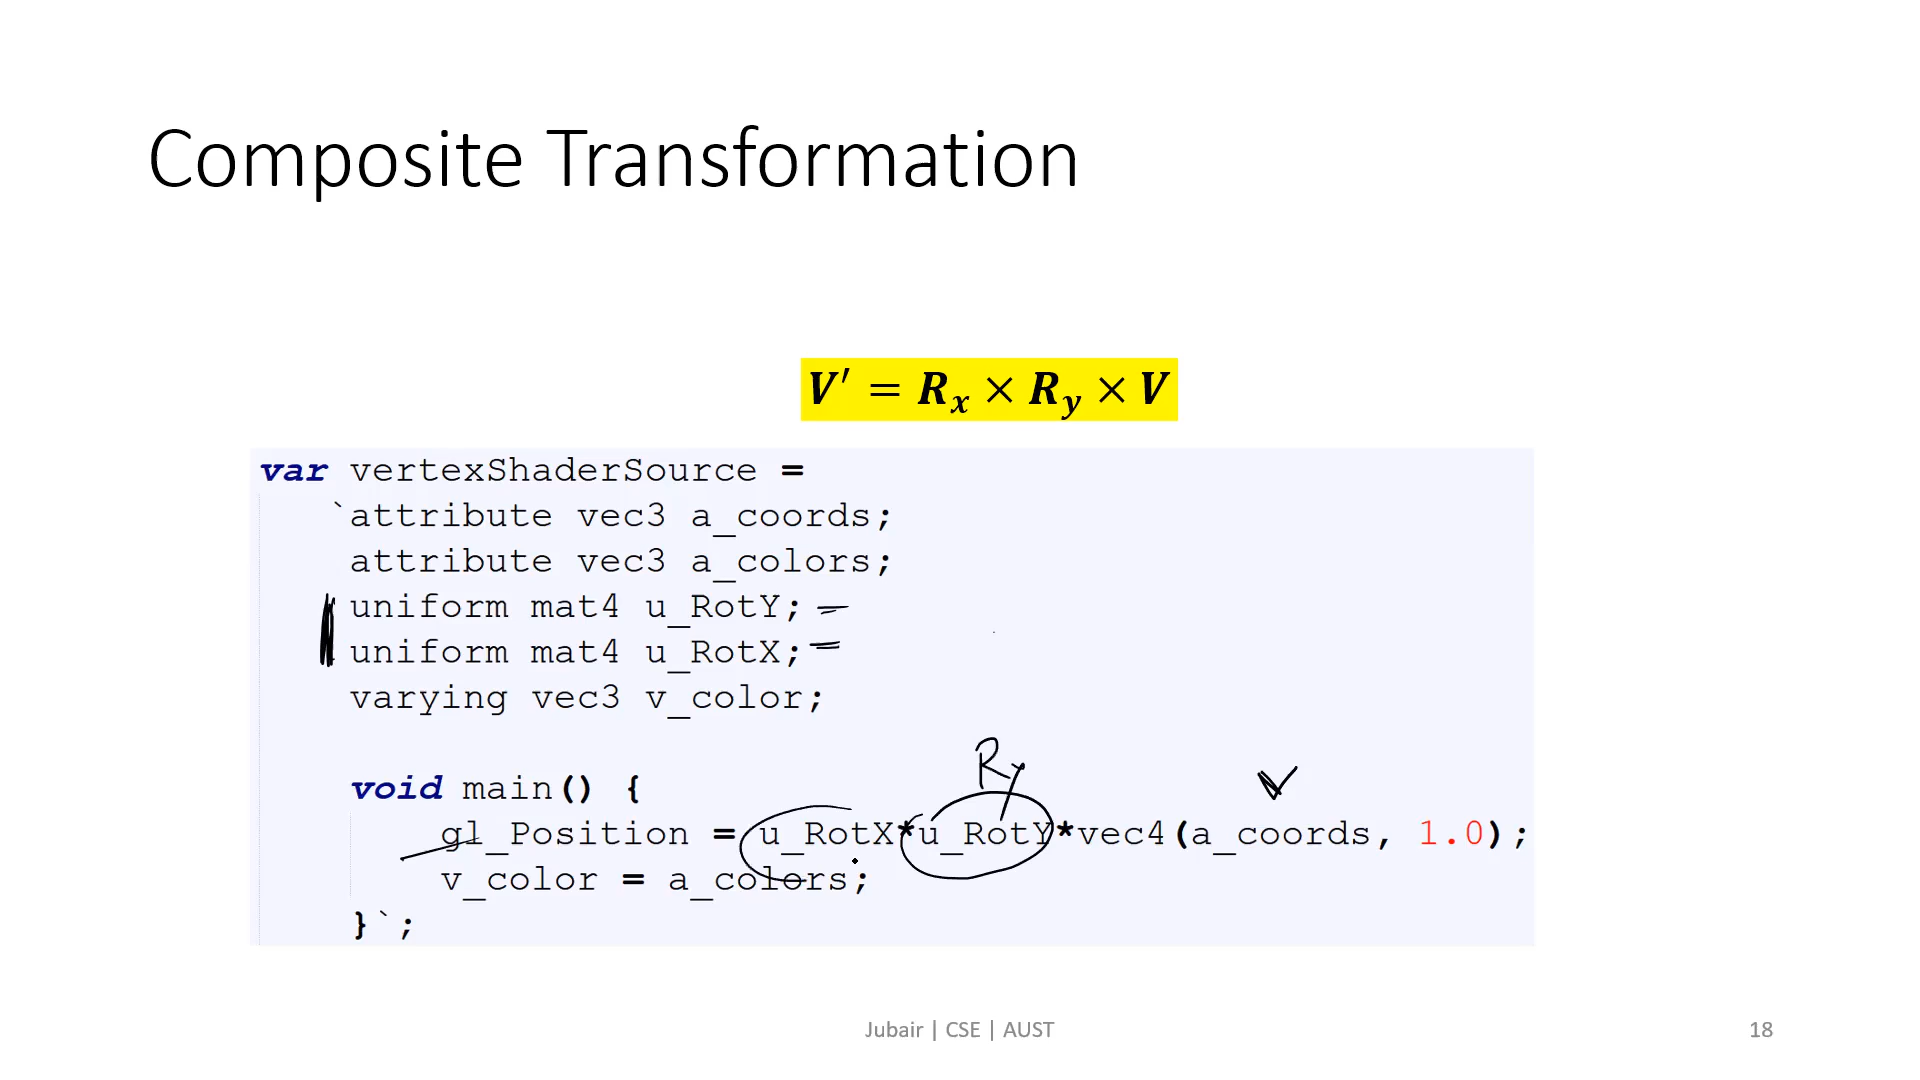 Composite Transformation
V′ = Rx × Ry × V
var vertexShaderSource =
`attribute vec3 a_coords;
attribute vec3 a_colors;
uniform mat4 u_RotY;
uniform mat4 u_RotX;
varying vec3 v_color;
Ry
V
void main() {
gl_Position = u_RotX*u_RotY*vec4(a_coords, 1.0);
v_color = a_colors;
}`;
Jubair | CSE | AUST
18